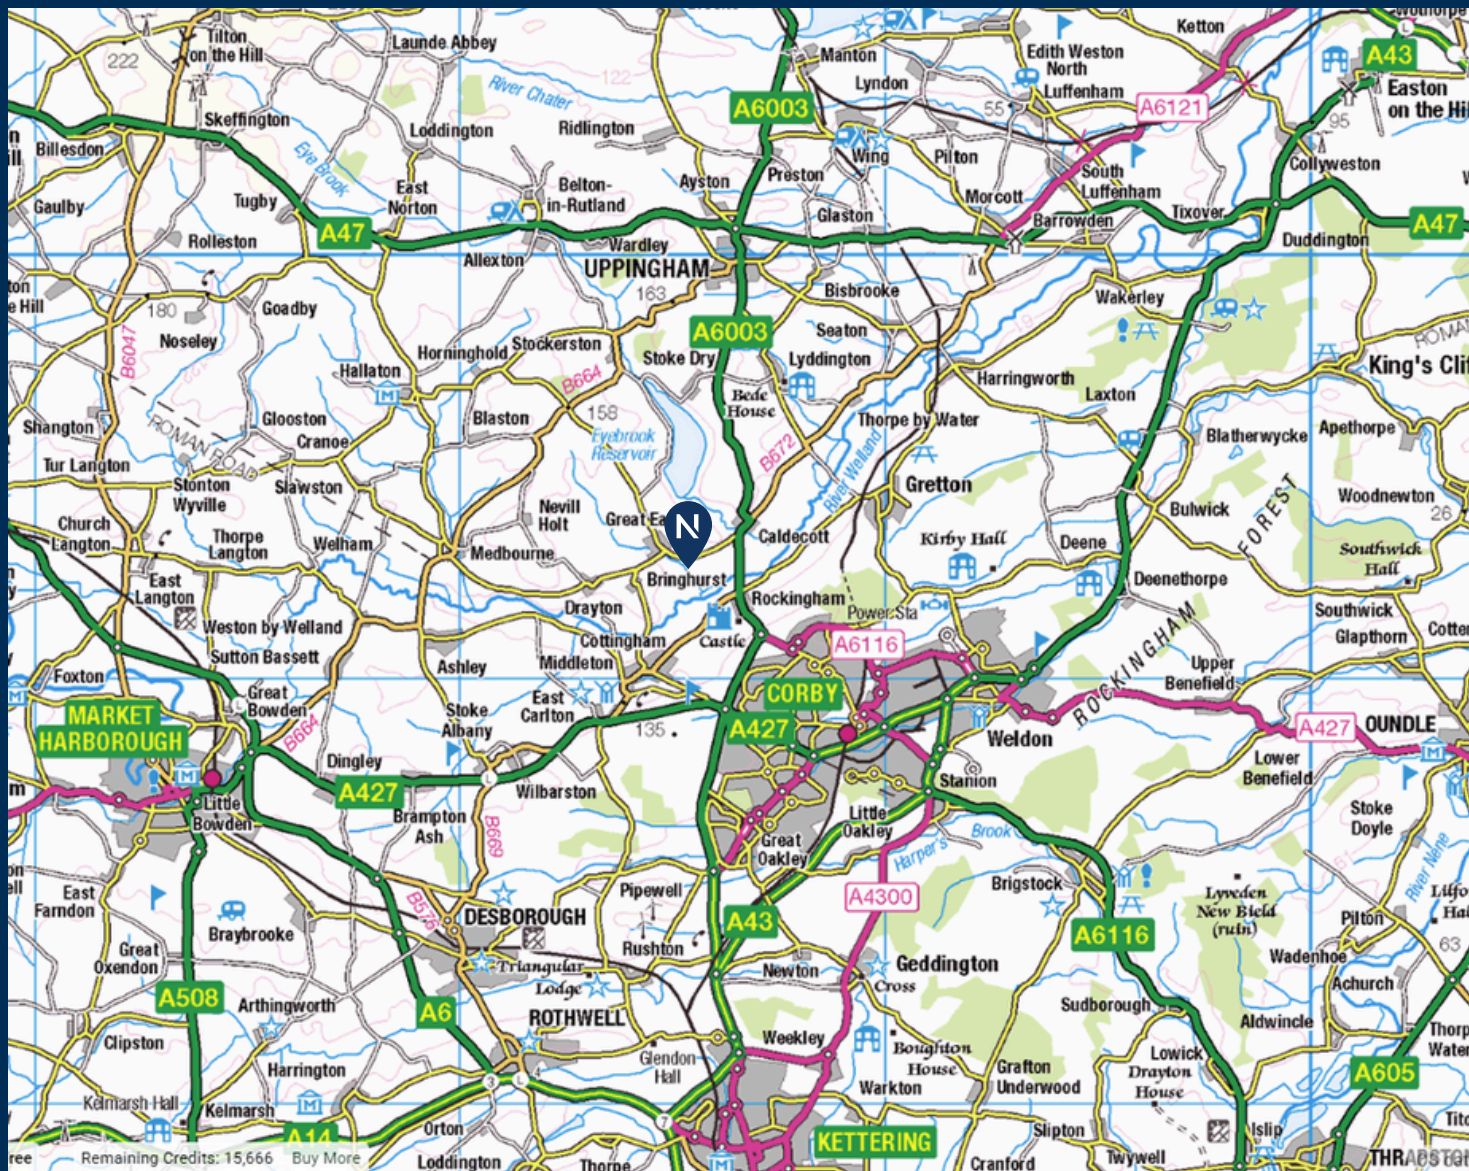 Tilton
on the Hill
222
Launde Abbey
River Chater
122
Manton
Lyndon
Edith Weston
North
Luffenham
Ketton
A43
Easton
on the Hil
95
A6003
A6121
55
Skeffington
Billesdon
Loddington
Ridlington
Wing
Pilton
Collyweston
Eye Brook
Preston
South
Luffenham
Ayston
Tugby
East
Norton
Belton-
in-Rutland
Morcott
Gaulby
Glaston
Barrowden
Tixover
A47
A47
Rolleston
Wardley
Duddington
Allexton
UPPINGHAM
163
Bisbrooke
Wakerley
e Hill
180
Goadby
Noseley
B6047
A6003
Seaton
Stockerston
Horninghold
Stoke Dry
Lyddington
Hallaton
B664
Bede
House
Harringworth
King's Clif
Laxton
158
Blaston
Thorpe by Water
Glooston
Cranoe
Shangton
ROMAN ROAD
Eyebrook
Reservoir
B672
River Welland
Blatherwycke
Apethorpe
Tur Langton
Stonton
Wyville
Slawston
Gretton
Woodnewton
26
Nevill
Holt
Great Ea
N
Bulwick
FOREST
Church
Langton
Thorpe
Langton
Welham
Medbourne
Caldecott
Kirby Hall
Deene
Southwick
Hall
East
Langton
Bringhurst
Deenethorpe
Drayton
Rockingham
Power Sta
Southwick
Weston by Welland
Cottingham
Castle
A6116
Glapthorn
Sutton Bassett
Middleton
ROCKINGHAM
Ashley
Upper
Benefield
Foxton
Great
Bowden
East
Carlton
CORBY
MARKET
HARBOROUGH
B664
Stoke
Albany
135
A427
Weldon
A427
OUNDLE
Dingley
Lower
Benefield
A427
Wilbarston
Stanion
Little
Bowden
Brampton
Ash
B669
Little
Oakley
Harper's
Brook
Stoke
Doyle
Great
Oakley
River Nene
East
Farndon
B576
Pipewell
A4300
Brigstock
Lyveden
New Bield
(ruin)
DESBOROUGH
A43
Pilton
Braybrooke
Rushton
A6116
63
Great
Oxendon
Triangular
Lodge
Newton
Geddington
Cross
Wadenhoe
Achurch
A508
Arthingworth
A6
ROTHWELL
Sudborough
Aldwincle
Clipston
Weekley
Glendon
Hall
Boughton
House
Lowick
Drayton
House
Harrington
Grafton
Underwood
A605
Warkton
Kelmarsh Hall
Kelmarsh
3
4
7
A14
Orton
KETTERING
Slipton
Islip
ree Remaining Credits: 15,666 Buy More
Loddington
Thorpe
Cranford
Twywell